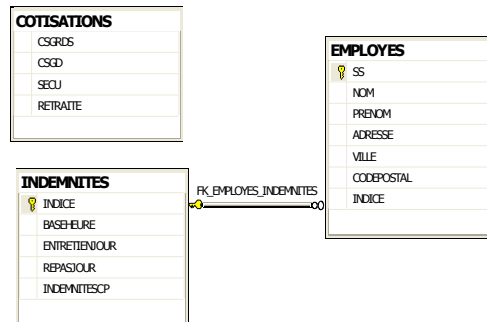 COTISATIONS
CSGRDS
CSGD
SECU
RETRAITE
EMPLOYES
SS
NOM
PRENOM
ADRESSE
VILLE
CODEPOSTAL
INDICE
INDEMNITES
INDICE
BASEHEURE
ENTRETIENJOUR
REPASJOUR
INDEMNITESCP
FK_EMPLOYES_INDEMNITES